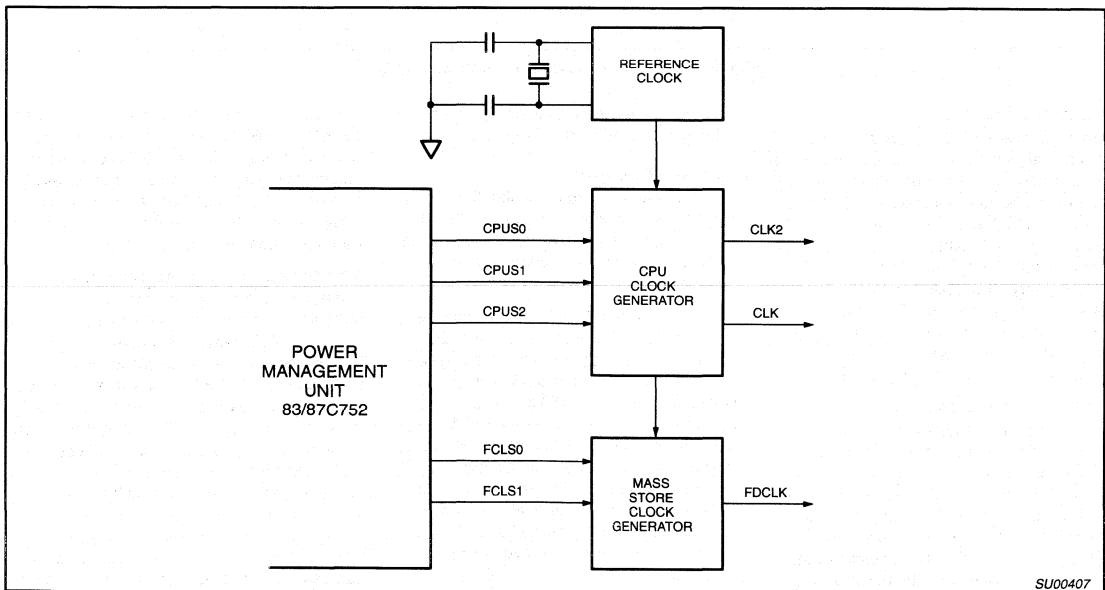 REFERENCE
CLOCK
CPUS0
CPUS1
CPUS2
CPU
CLOCK
GENERATOR
CLK2
CLK
POWER
MANAGEMENT
UNIT
83/87C752
FCLS0
FCLS1
MASS
STORE
CLOCK
GENERATOR
FDCLK
SU00407